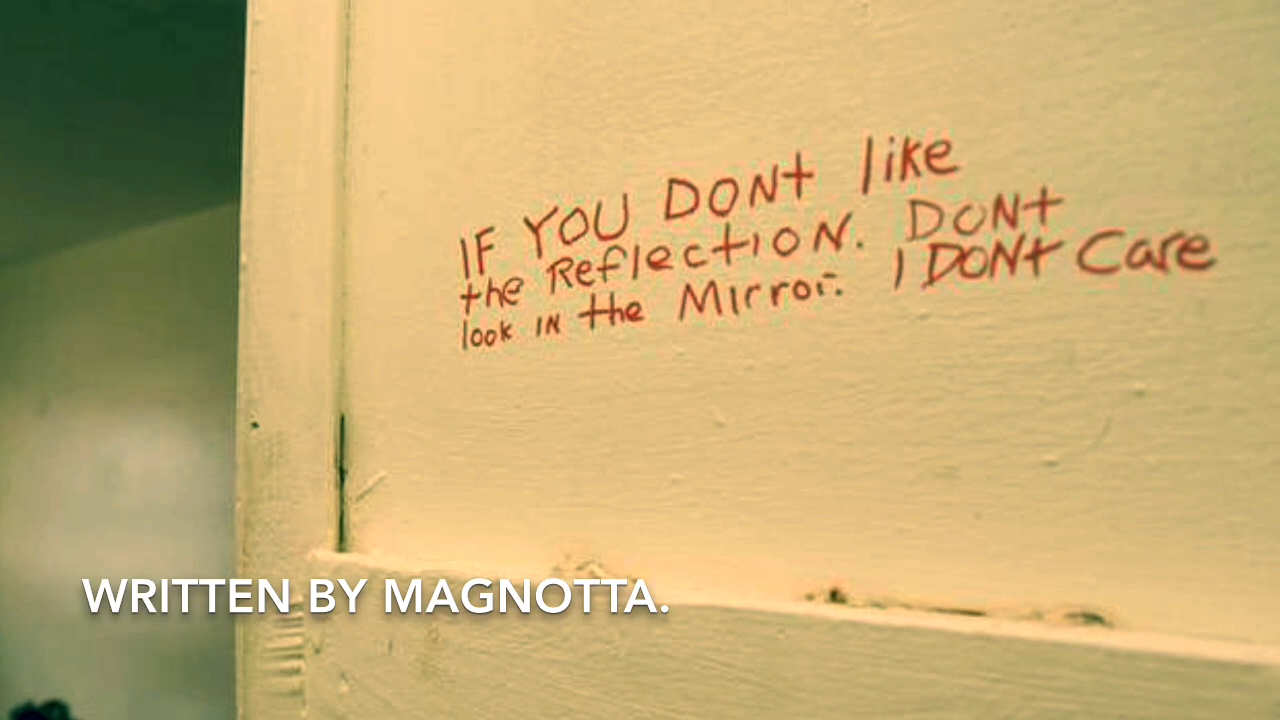 IF YOU DONt like
the Reflection. DONt
look IN the Mirror. I DONt Care
WRITTEN BY MAGNOTTA.